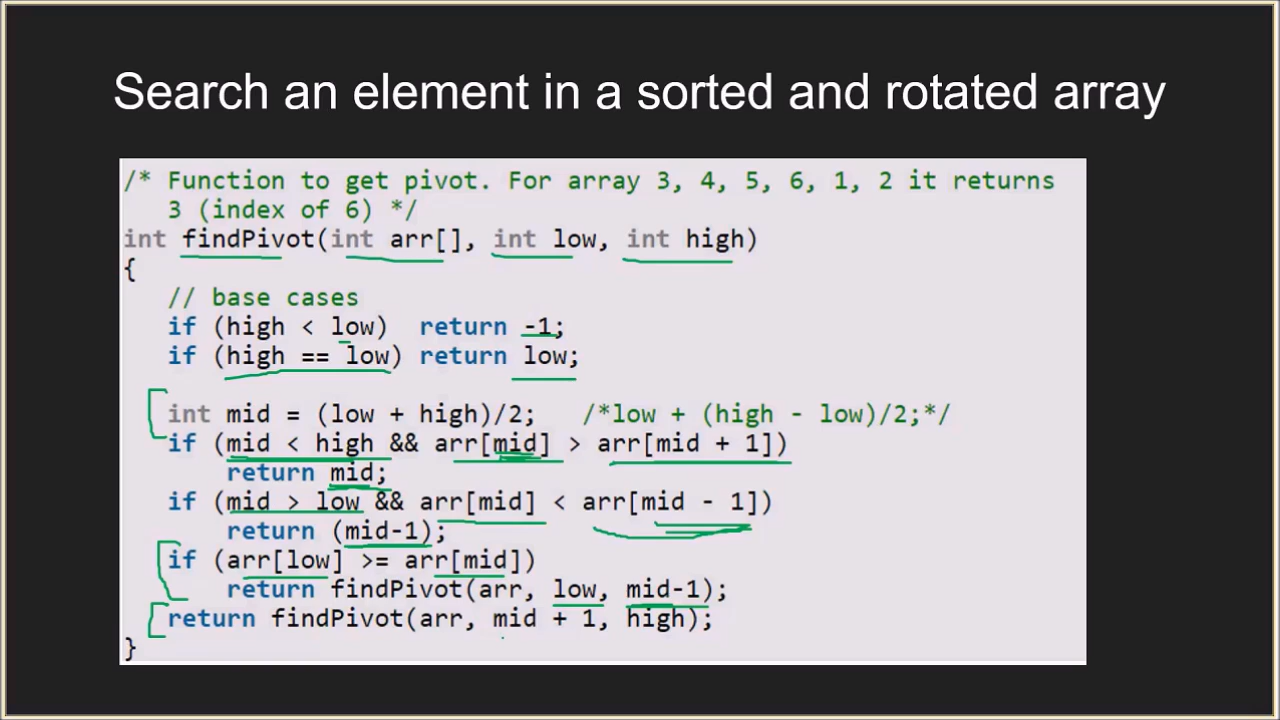 Search an element in a sorted and rotated array
/* Function to get pivot. For array 3, 4, 5, 6, 1, 2 it returns
3 (index of 6) */
int findPivot(int arr[], int low, int high)
{
// base cases
if (high < low) return -1;
if (high == low) return low;
int mid = (low + high)/2; /*low + (high - low)/2;*/
if (mid < high && arr[mid] > arr[mid + 1])
return mid;
if (mid > low && arr[mid] < arr[mid - 1])
return (mid-1);
if (arr[low] >= arr[mid])
return findPivot(arr, low, mid-1);
return findPivot(arr, mid + 1, high);
}